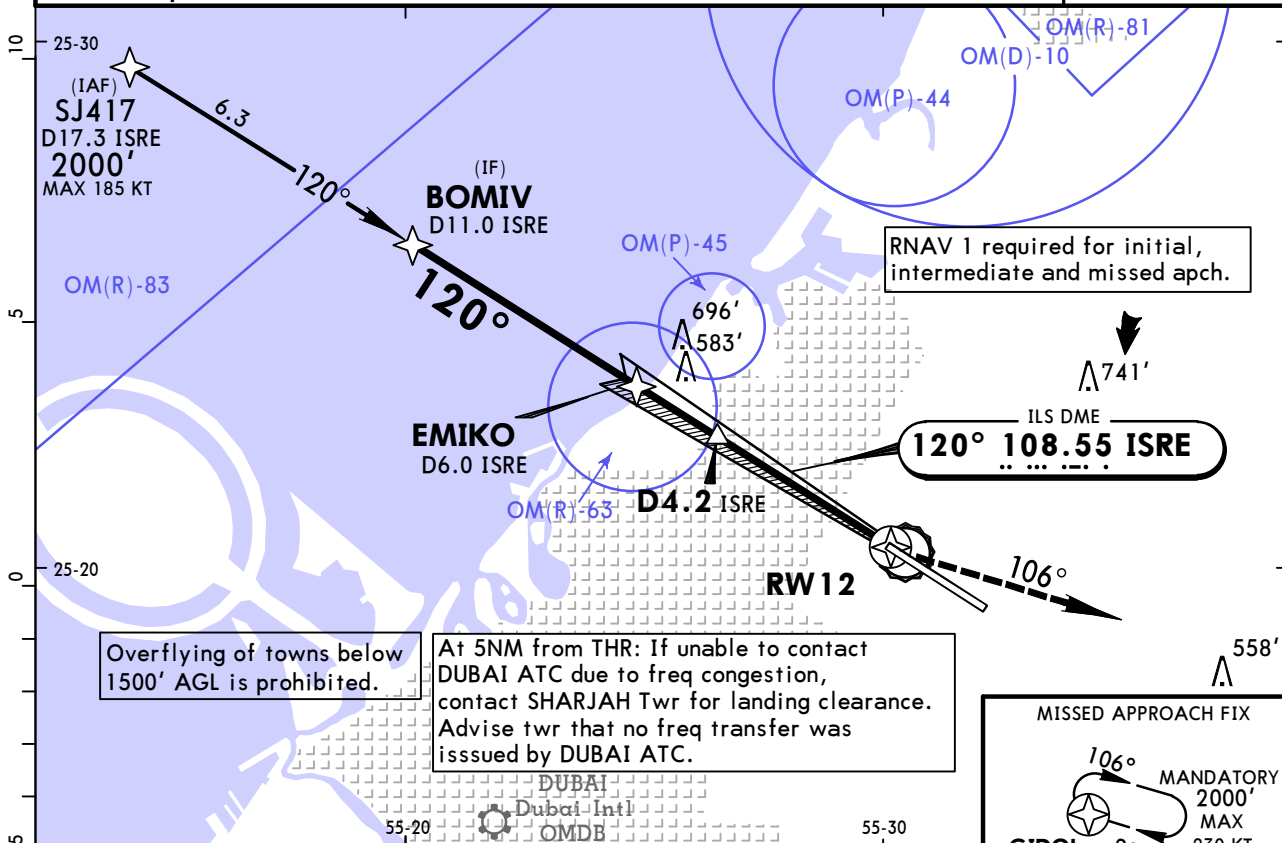 10
25-30
(IAF)
SJ417
D17.3 ISRE
2000'
MAX 185 KT
6.3
120°
(IF)
BOMIV
D11.0 ISRE
120°
OM(R)-83
OM(R)-81
OM(D)-10
OM(P)-44
OM(P)-45
RNAV 1 required for initial,
intermediate and missed apch.
5
696'
583'
741'
ILS DME
120° 108.55 ISRE
EMIKO
D6.0 ISRE
OM(R)-63
D4.2 ISRE
RW12
106°
0
25-20
Overflying of towns below
1500' AGL is prohibited.
At 5NM from THR: If unable to contact
DUBAI ATC due to freq congestion,
contact SHARJAH Twr for landing clearance.
Advise twr that no freq transfer was
isssued by DUBAI ATC.
558'
MISSED APPROACH FIX
106°
MANDATORY
2000'
MAX
DUBAI
Dubai Intl
OMDB
55-20
55-30
5